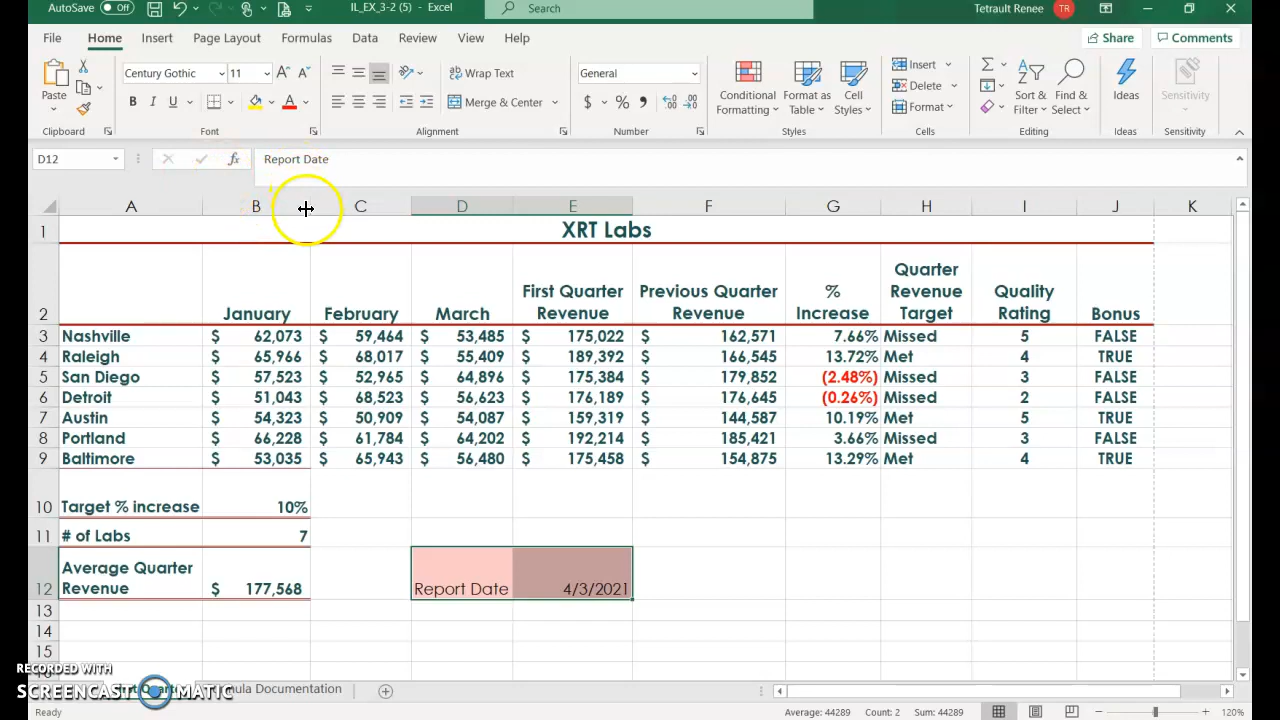 AutoSave Off IL_EX_3-2 (5) - Excel Search Tetrault Renee TR
File Home Insert Page Layout Formulas Data Review View Help Share Comments
Paste Century Gothic 11 A A Wrap Text General Conditional Formatting Format as Table Cell Styles Insert Sort & Filter Find & Select Ideas Sensitivity
B I U A Merge & Center $ % Delete
Format
Clipboard Font Alignment Number Styles Cells Editing Ideas Sensitivity
D12 fx Report Date
A B C D E F G H I J K
1 XRT Labs
2 January February March First Quarter Revenue Previous Quarter Revenue % Increase Quarter Revenue Target Quality Rating Bonus
3 Nashville $ 62,073 $ 59,464 $ 53,485 $ 175,022 $ 162,571 7.66% Missed 5 FALSE
4 Raleigh $ 65,966 $ 68,017 $ 55,409 $ 189,392 $ 166,545 13.72% Met 4 TRUE
5 San Diego $ 57,523 $ 52,965 $ 64,896 $ 175,384 $ 179,852 (2.48%) Missed 3 FALSE
6 Detroit $ 51,043 $ 68,523 $ 56,623 $ 176,189 $ 176,645 (0.26%) Missed 2 FALSE
7 Austin $ 54,323 $ 50,909 $ 54,087 $ 159,319 $ 144,587 10.19% Met 5 TRUE
8 Portland $ 66,228 $ 61,784 $ 64,202 $ 192,214 $ 185,421 3.66% Missed 3 FALSE
9 Baltimore $ 53,035 $ 65,943 $ 56,480 $ 175,458 $ 154,875 13.29% Met 4 TRUE
10 Target % increase 10%
11 # of Labs 7
12 Average Quarter Revenue $ 177,568 Report Date 4/3/2021
13
14
15
RECORDED WITH
SCREENCAST MATIC
Formula Documentation
Ready Average: 44289 Count: 2 Sum: 44289 120%